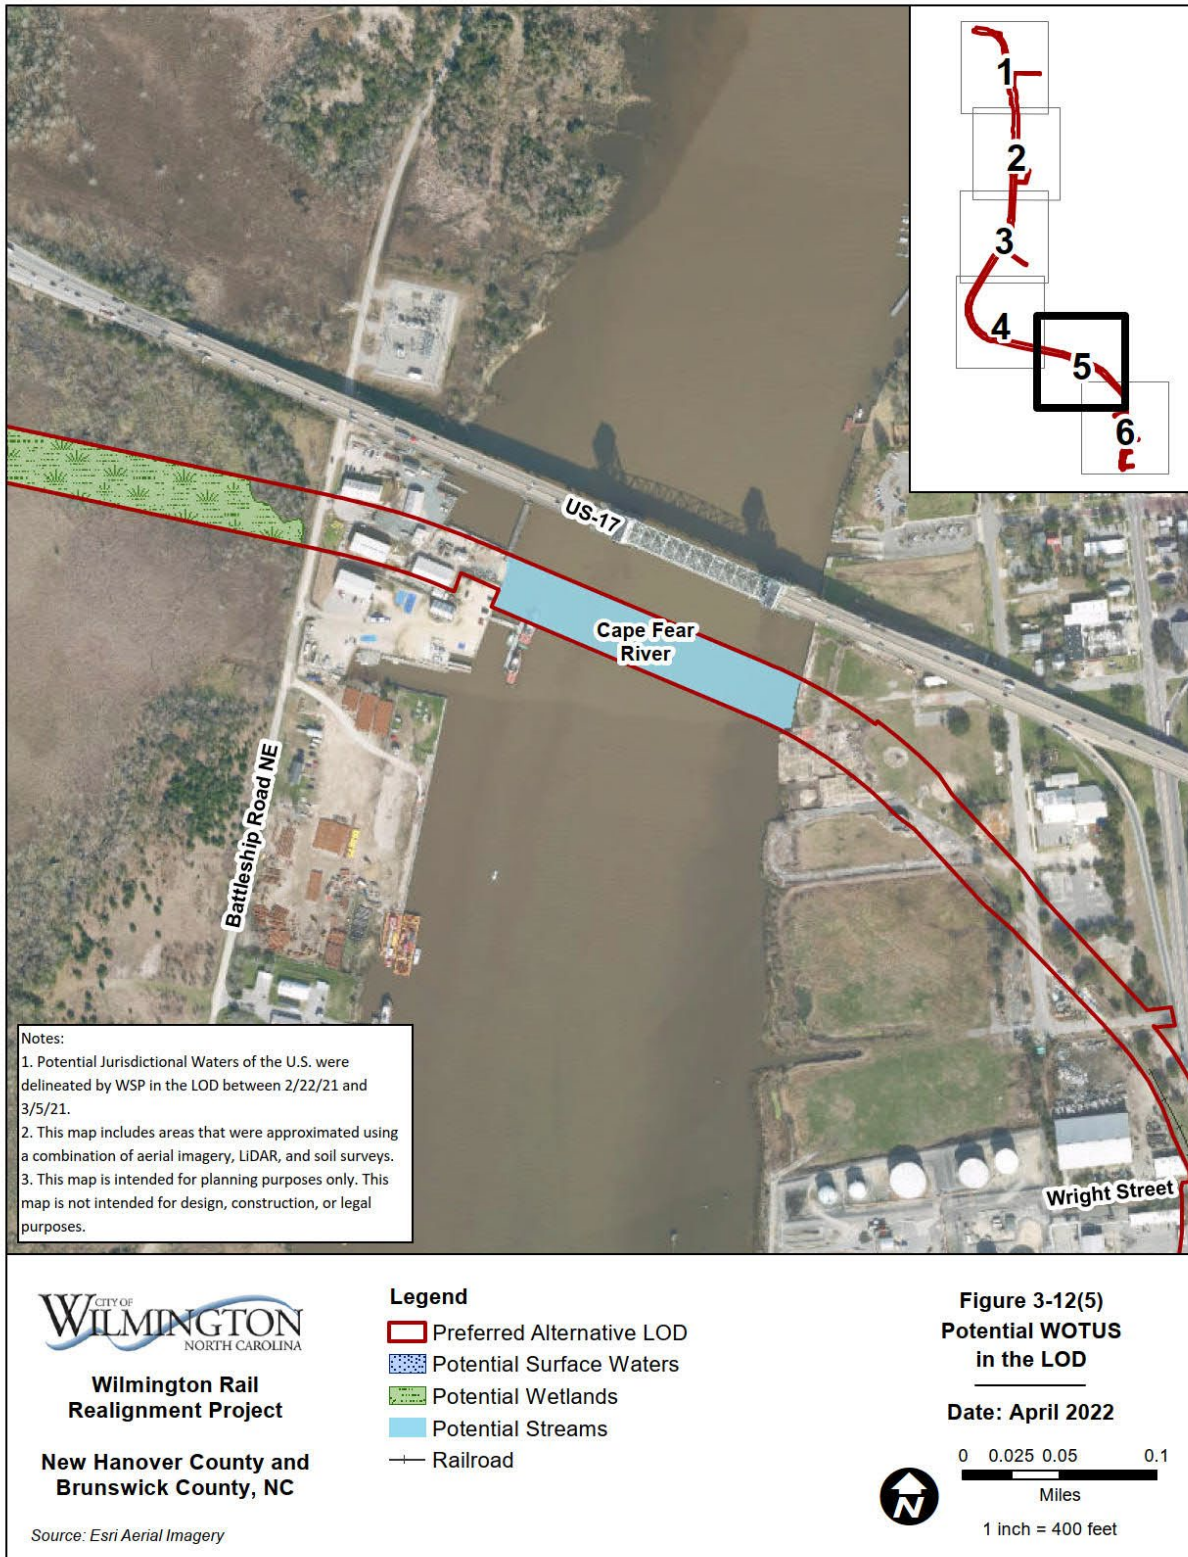 1
2
3
4
5
6
US-17
Cape Fear
River
Battleship Road NE
Wright Street
Notes:
1. Potential Jurisdictional Waters of the U.S. were
delineated by WSP in the LOD between 2/22/21 and
3/5/21.
2. This map includes areas that were approximated using
a combination of aerial imagery, LiDAR, and soil surveys.
3. This map is intended for planning purposes only. This
map is not intended for design, construction, or legal
purposes.
CITY OF
WILMINGTON
NORTH CAROLINA
Wilmington Rail
Realignment Project
New Hanover County and
Brunswick County, NC
Source: Esri Aerial Imagery
Legend
Preferred Alternative LOD
Potential Surface Waters
Potential Wetlands
Potential Streams
Railroad
Figure 3-12(5)
Potential WOTUS
in the LOD
Date: April 2022
0 0.025 0.05 0.1
Miles
1 inch = 400 feet
N